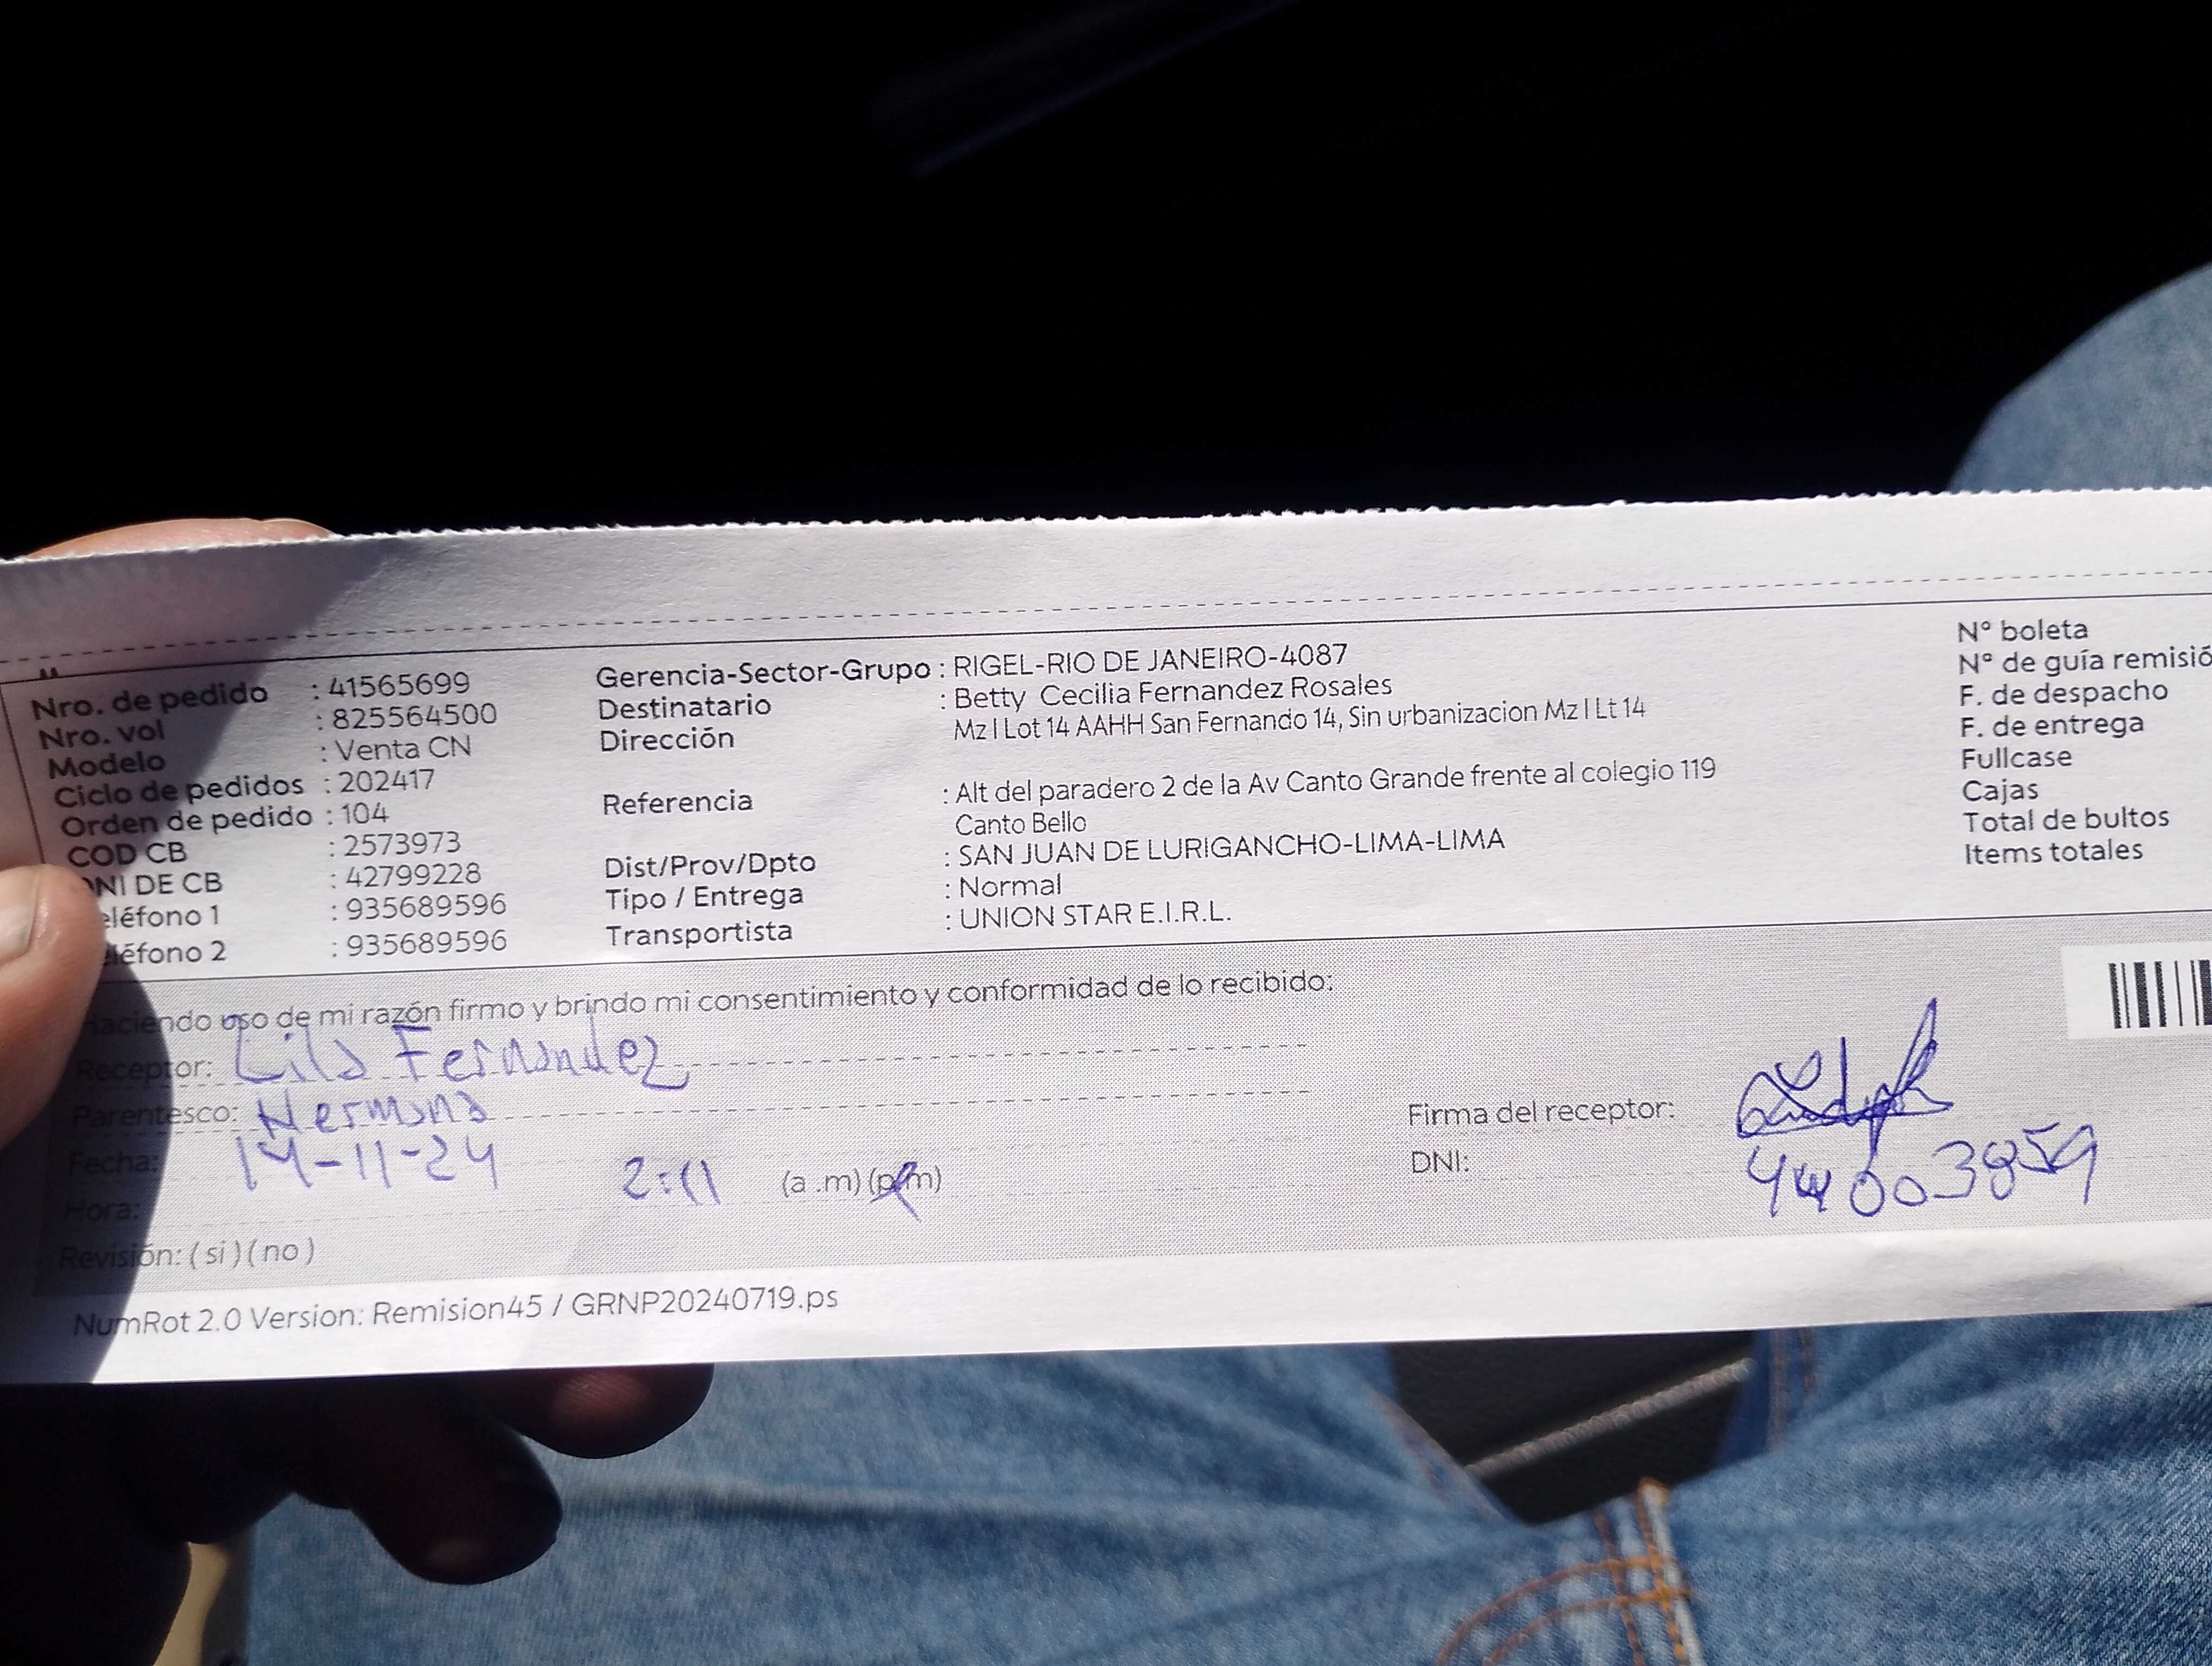 Nro. de pedido : 41565699
Nro. vol : 825564500
Modelo : Venta CN
Ciclo de pedidos : 202417
Orden de pedido : 104
COD CB : 2573973
DNI DE CB : 42799228
eléfono 1 : 935689596
eléfono 2 : 935689596
Gerencia-Sector-Grupo : RIGEL-RIO DE JANEIRO-4087
Destinatario : Betty Cecilia Fernandez Rosales
Dirección Mz I Lot 14 AAHH San Fernando 14, Sin urbanizacion Mz I Lt 14
Referencia : Alt del paradero 2 de la Av Canto Grande frente al colegio 119
Canto Bello
Dist/Prov/Dpto : SAN JUAN DE LURIGANCHO-LIMA-LIMA
Tipo / Entrega : Normal
Transportista : UNION STAR E.I.R.L.
N° boleta
N° de guía remisió
F. de despacho
F. de entrega
Fullcase
Cajas
Total de bultos
Items totales
Haciendo uso de mi razón firmo y brindo mi consentimiento y conformidad de lo recibido:
Receptor: Lila Fernandez
Parentesco: Hermana
Fecha: 14-11-24
Hora: 2:11 (a .m) (p.m)
Revisión: ( si ) ( no )
Firma del receptor:
DNI:
NumRot 2.0 Version: Remision45 / GRNP20240719.ps